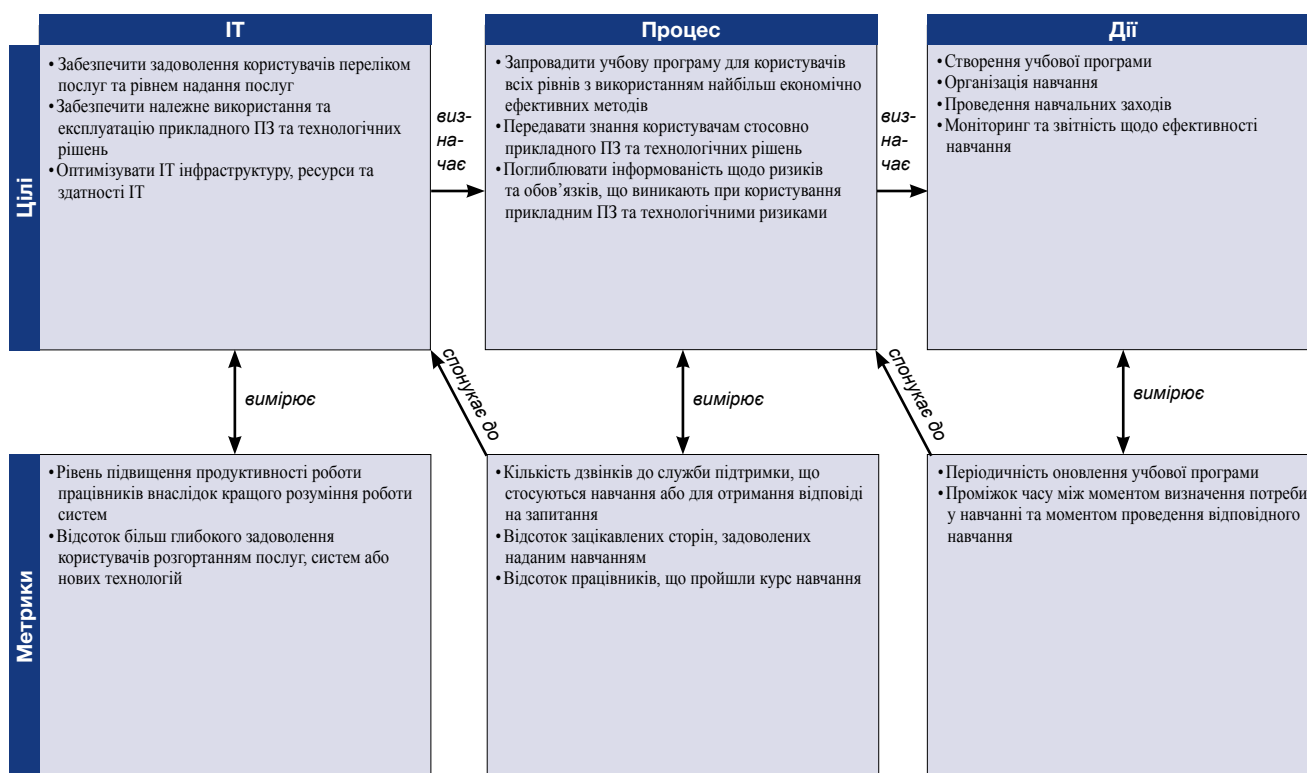 ІТ
Процес
Дії
Цілі
• Забезпечити задоволення користувачів переліком
послуг та рівнем надання послуг
• Забезпечити належне використання та
експлуатацію прикладного ПЗ та технологічних
рішень
• Оптимізувати ІТ інфраструктуру, ресурси та
здатності ІТ
виз-
на-
чає
• Запровадити учбову програму для користувачів
всіх рівнів з використанням найбільш економічно
ефективних методів
• Передавати знання користувачам стосовно
прикладного ПЗ та технологічних рішень
• Поглиблювати інформованість щодо ризиків
та обов’язків, що виникають при користування
прикладним ПЗ та технологічними ризиками
виз-
на-
чає
• Створення учбової програми
• Організація навчання
• Проведення навчальних заходів
• Моніторинг та звітність щодо ефективності
навчання
вимірює
спонукає до
вимірює
спонукає до
вимірює
Метрики
• Рівень підвищення продуктивності роботи
працівників внаслідок кращого розуміння роботи
систем
• Відсоток більш глибокого задоволення
користувачів розгортанням послуг, систем або
нових технологій
• Кількість дзвінків до служби підтримки, що
стосуються навчання або для отримання відповіді
на запитання
• Відсоток зацікавлених сторін, задоволених
наданим навчанням
• Відсоток працівників, що пройшли курс навчання
• Періодичність оновлення учбової програми
• Проміжок часу між моментом визначення потреби
у навчанні та моментом проведення відповідного
навчання